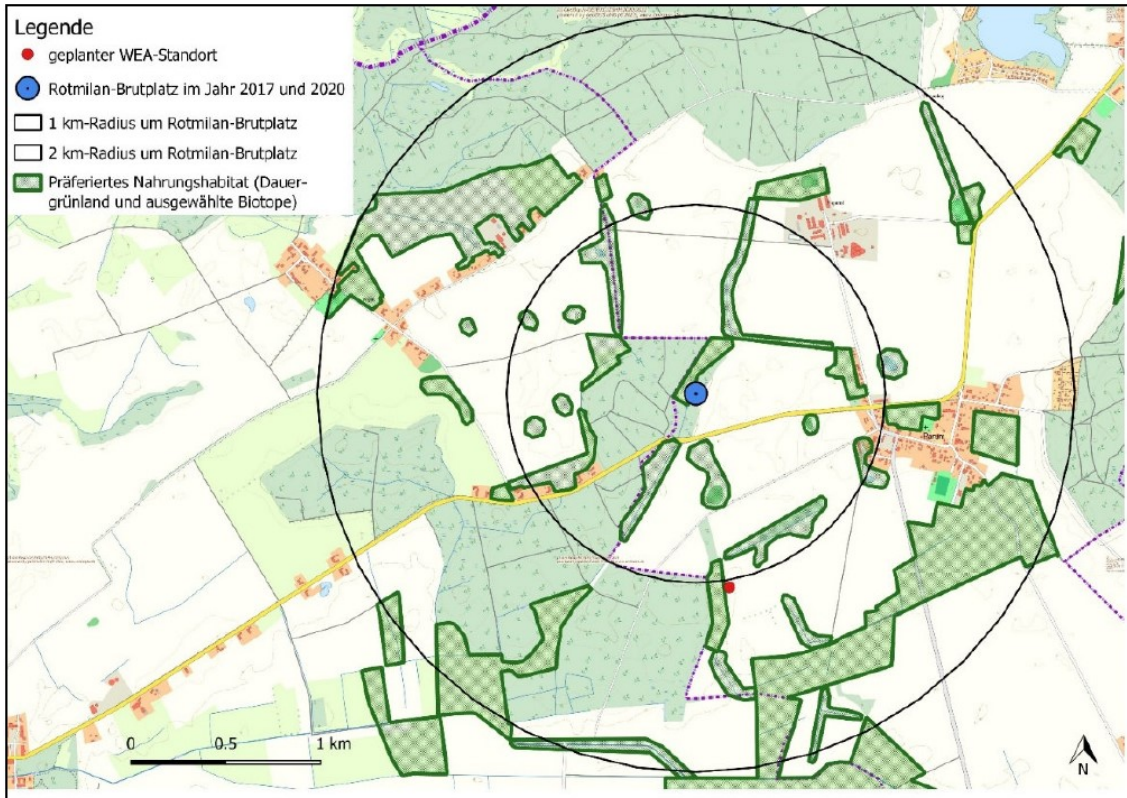 Legende
geplanter WEA-Standort
Rotmilan-Brutplatz im Jahr 2017 und 2020
1 km-Radius um Rotmilan-Brutplatz
2 km-Radius um Rotmilan-Brutplatz
Präferiertes Nahrungshabitat (Dauer-
grünland und ausgewählte Biotope)
0 0.5 1 km
N